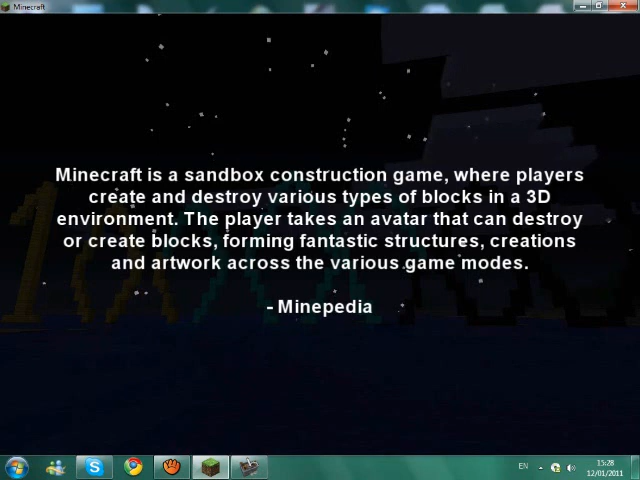 Minecraft
Minecraft is a sandbox construction game, where players
create and destroy various types of blocks in a 3D
environment. The player takes an avatar that can destroy
or create blocks, forming fantastic structures, creations
and artwork across the various game modes.
- Minepedia
EN
15:28
12/01/2011